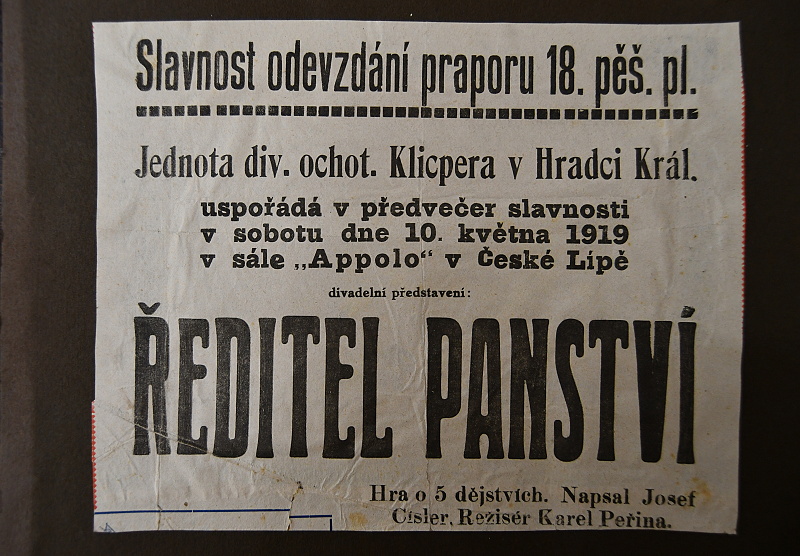 Slavnost odevzdání praporu 18. pěš. pl.
Jednota div. ochot. Klicpera v Hradci Král.
uspořádá v předvečer slavnosti
v sobotu dne 10. května 1919
v sále „Appolo“ v České Lípě
divadelní představení:
ŘEDITEL PANSTVÍ
Hra o 5 dějstvích. Napsal Josef
Císler, Režisér Karel Peřina.